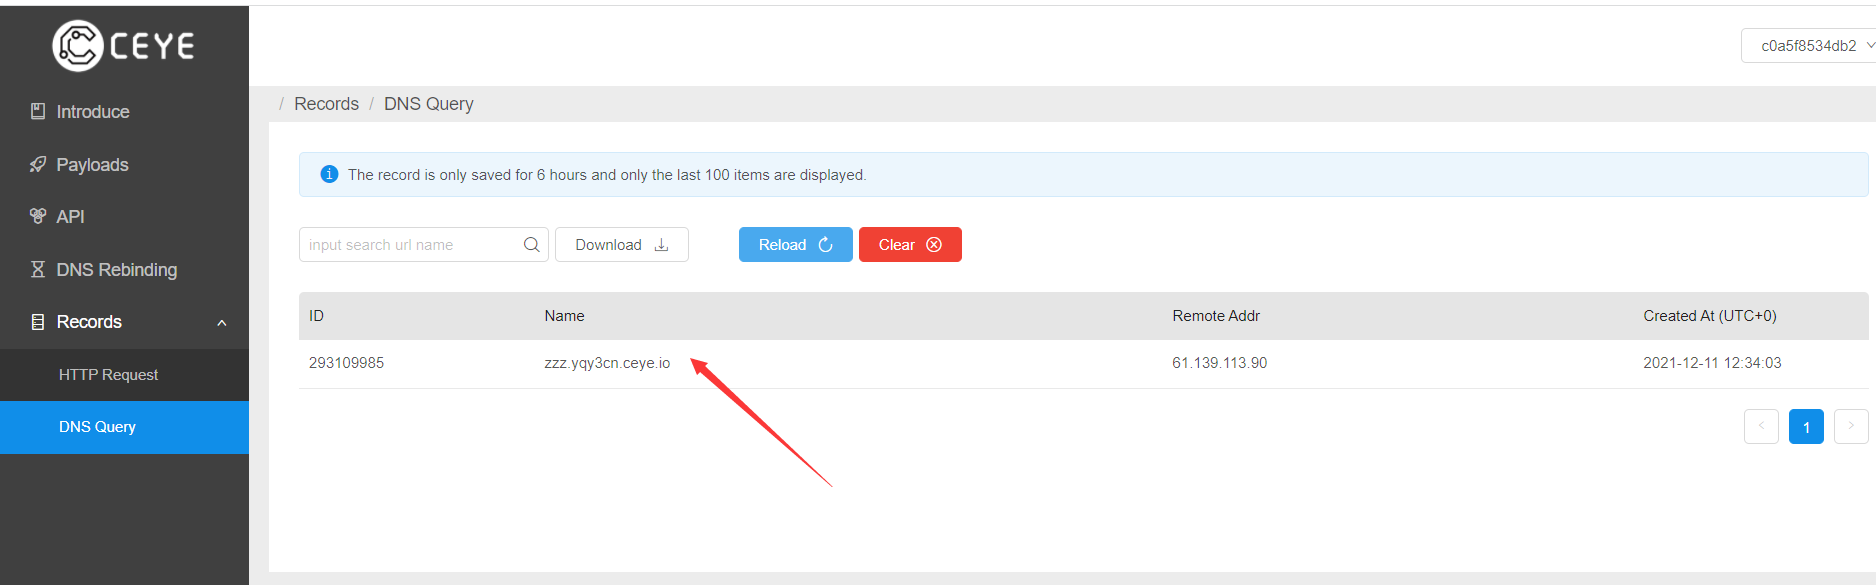 CEYE
c0a5f8534db2
Introduce
Payloads
API
DNS Rebinding
Records
HTTP Request
DNS Query
/ Records / DNS Query
The record is only saved for 6 hours and only the last 100 items are displayed.
input search url name
Download
Reload
Clear
ID Name Remote Addr Created At (UTC+0)
293109985 zzz.yqy3cn.ceye.io 61.139.113.90 2021-12-11 12:34:03
< 1 >